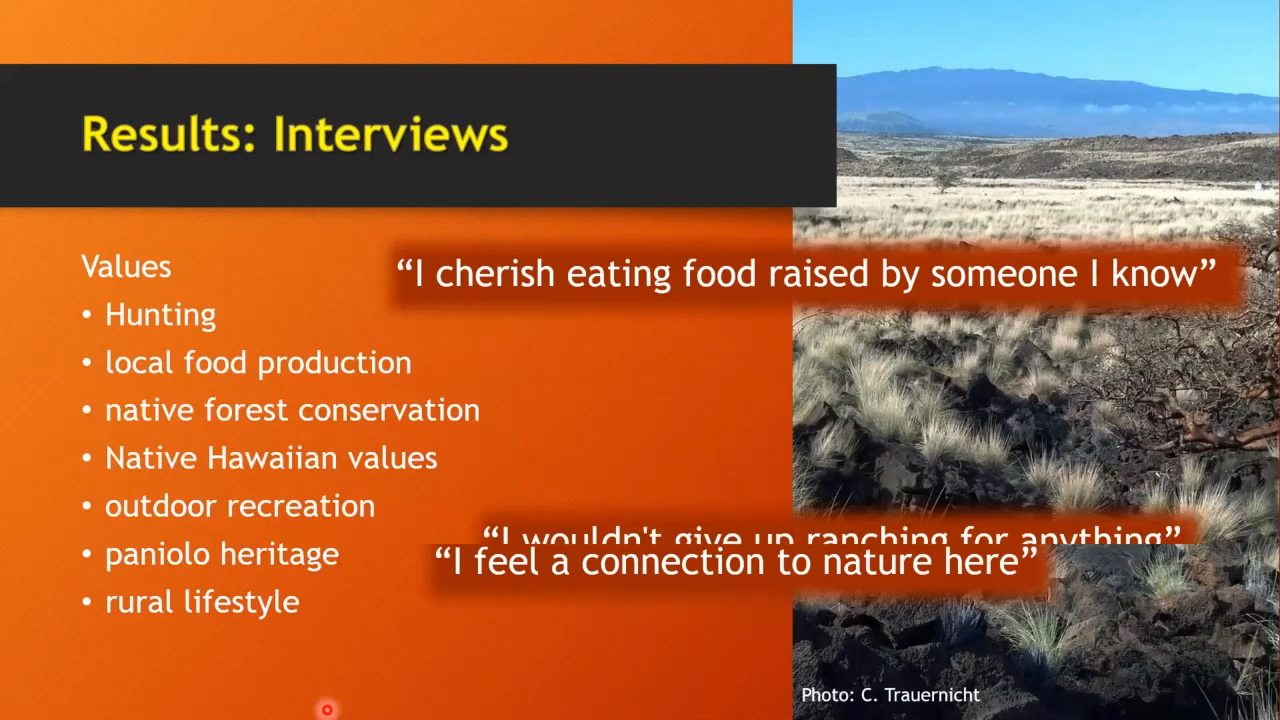 Results: Interviews
Values
“I cherish eating food raised by someone I know”
• Hunting
• local food production
• native forest conservation
• Native Hawaiian values
• outdoor recreation
“I wouldn't give up ranching for anything”
• paniolo heritage
“I feel a connection to nature here”
• rural lifestyle
Photo: C. Trauernicht